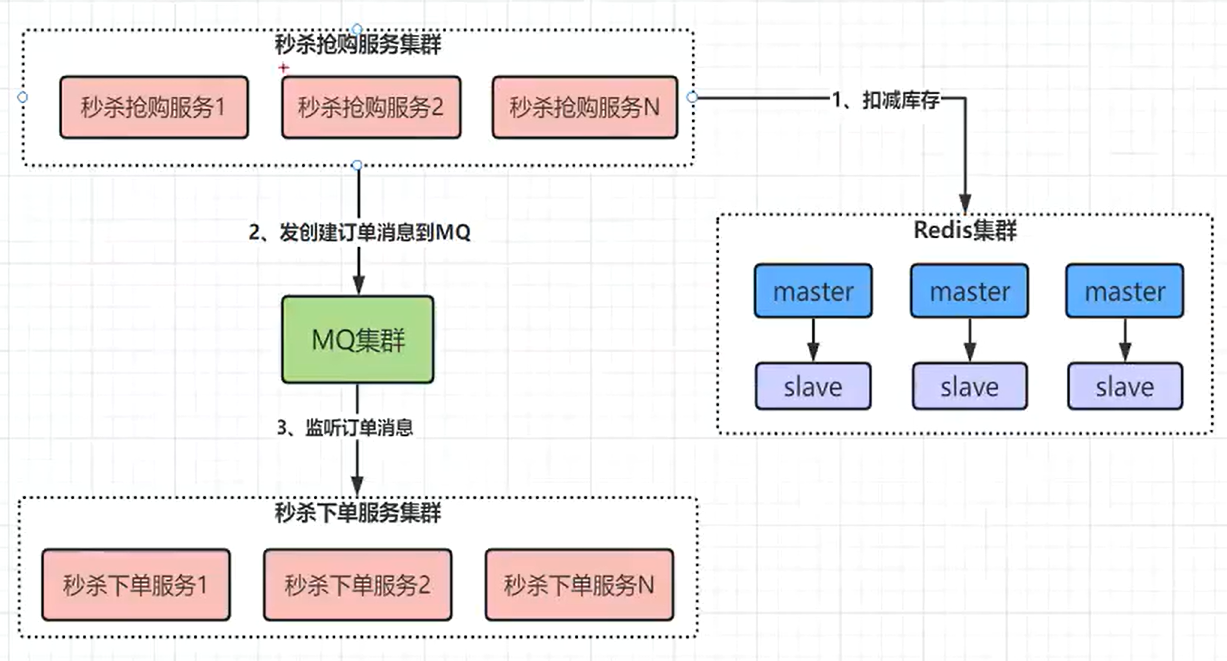 秒杀抢购服务集群
秒杀抢购服务1
秒杀抢购服务2
秒杀抢购服务N
1、扣减库存
2、发创建订单消息到MQ
Redis集群
master
master
master
MQ集群
slave
slave
slave
3、监听订单消息
秒杀下单服务集群
秒杀下单服务1
秒杀下单服务2
秒杀下单服务N